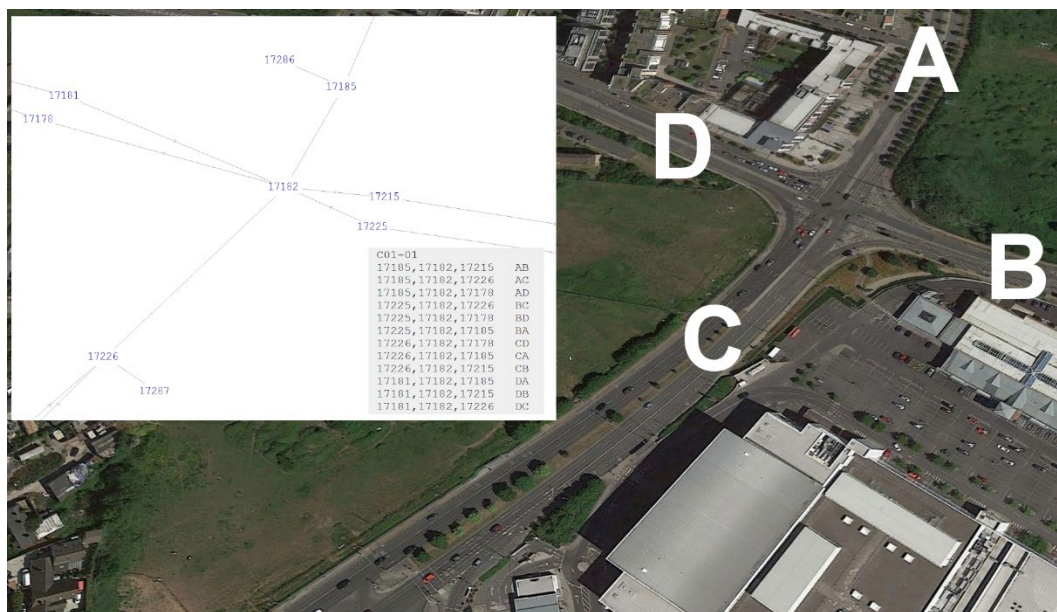 17286
17185
17181
17178
17182
17215
17225
17226
17287
C01-01
17185,17182,17215 AB
17185,17182,17226 AC
17185,17182,17178 AD
17225,17182,17226 BC
17225,17182,17178 BD
17225,17182,17185 BA
17226,17182,17178 CD
17226,17182,17185 CA
17226,17182,17215 CB
17181,17182,17185 DA
17181,17182,17215 DB
17181,17182,17226 DC
A
D
B
C